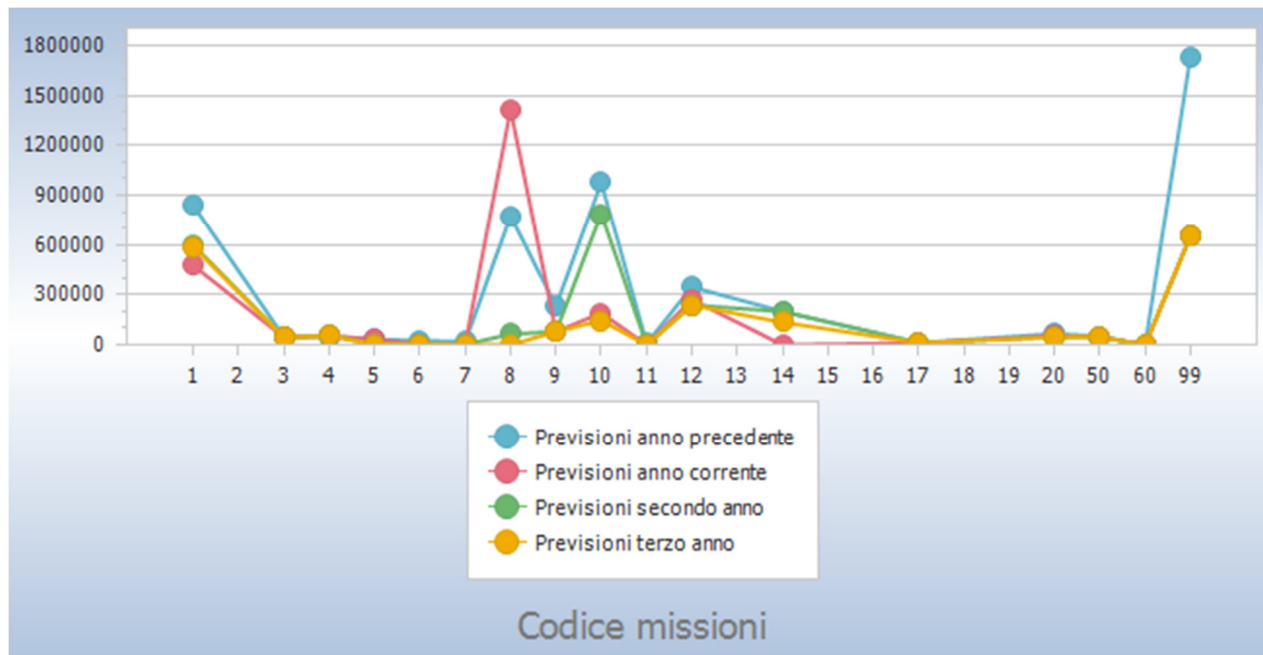 1800000
1500000
1200000
900000
600000
300000
0
1 2 3 4 5 6 7 8 9 10 11 12 13 14 15 16 17 18 19 20 50 60 99
Previsioni anno precedente
Previsioni anno corrente
Previsioni secondo anno
Previsioni terzo anno
Codice missioni